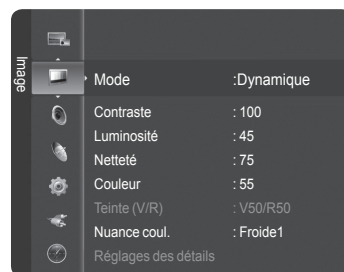 Image
Mode :Dynamique
Contraste : 100
Luminosité : 45
Netteté : 75
Couleur : 55
Teinte (V/R) : V50/R50
Nuance coul. : Froide1
Réglages des détails